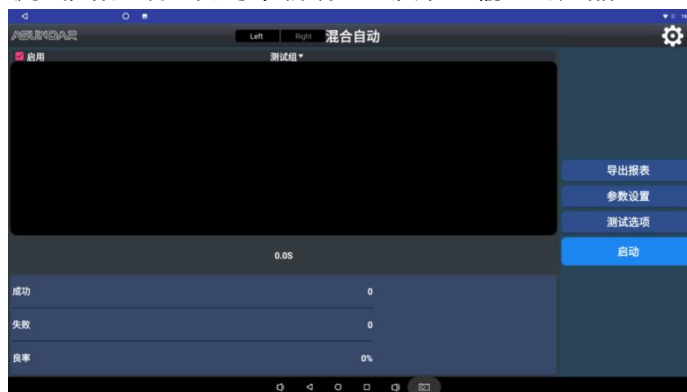 ASUNDAR
Left Right 混合自动
启用 测试组
导出报表
参数设置
测试选项
0.0S 启动
成功 0
失败 0
良率 0%